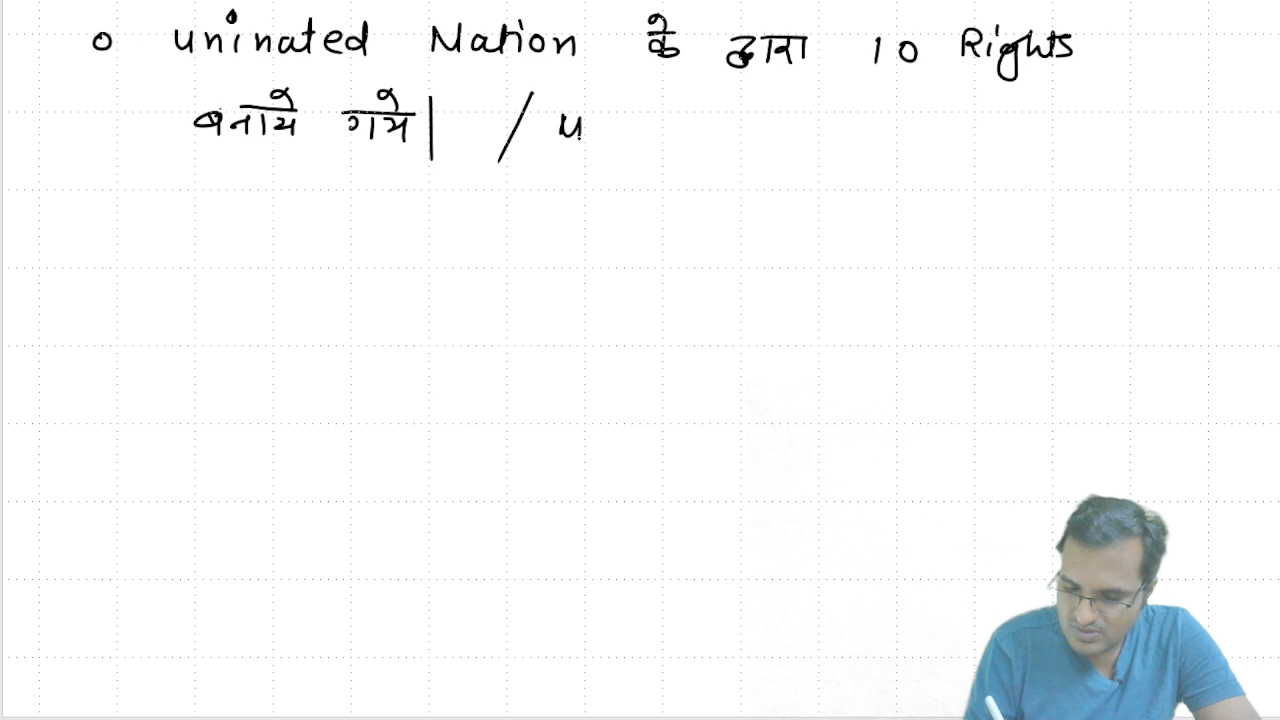 o uninated Nation के द्वारा 10 Rights
बनाये गये| / u